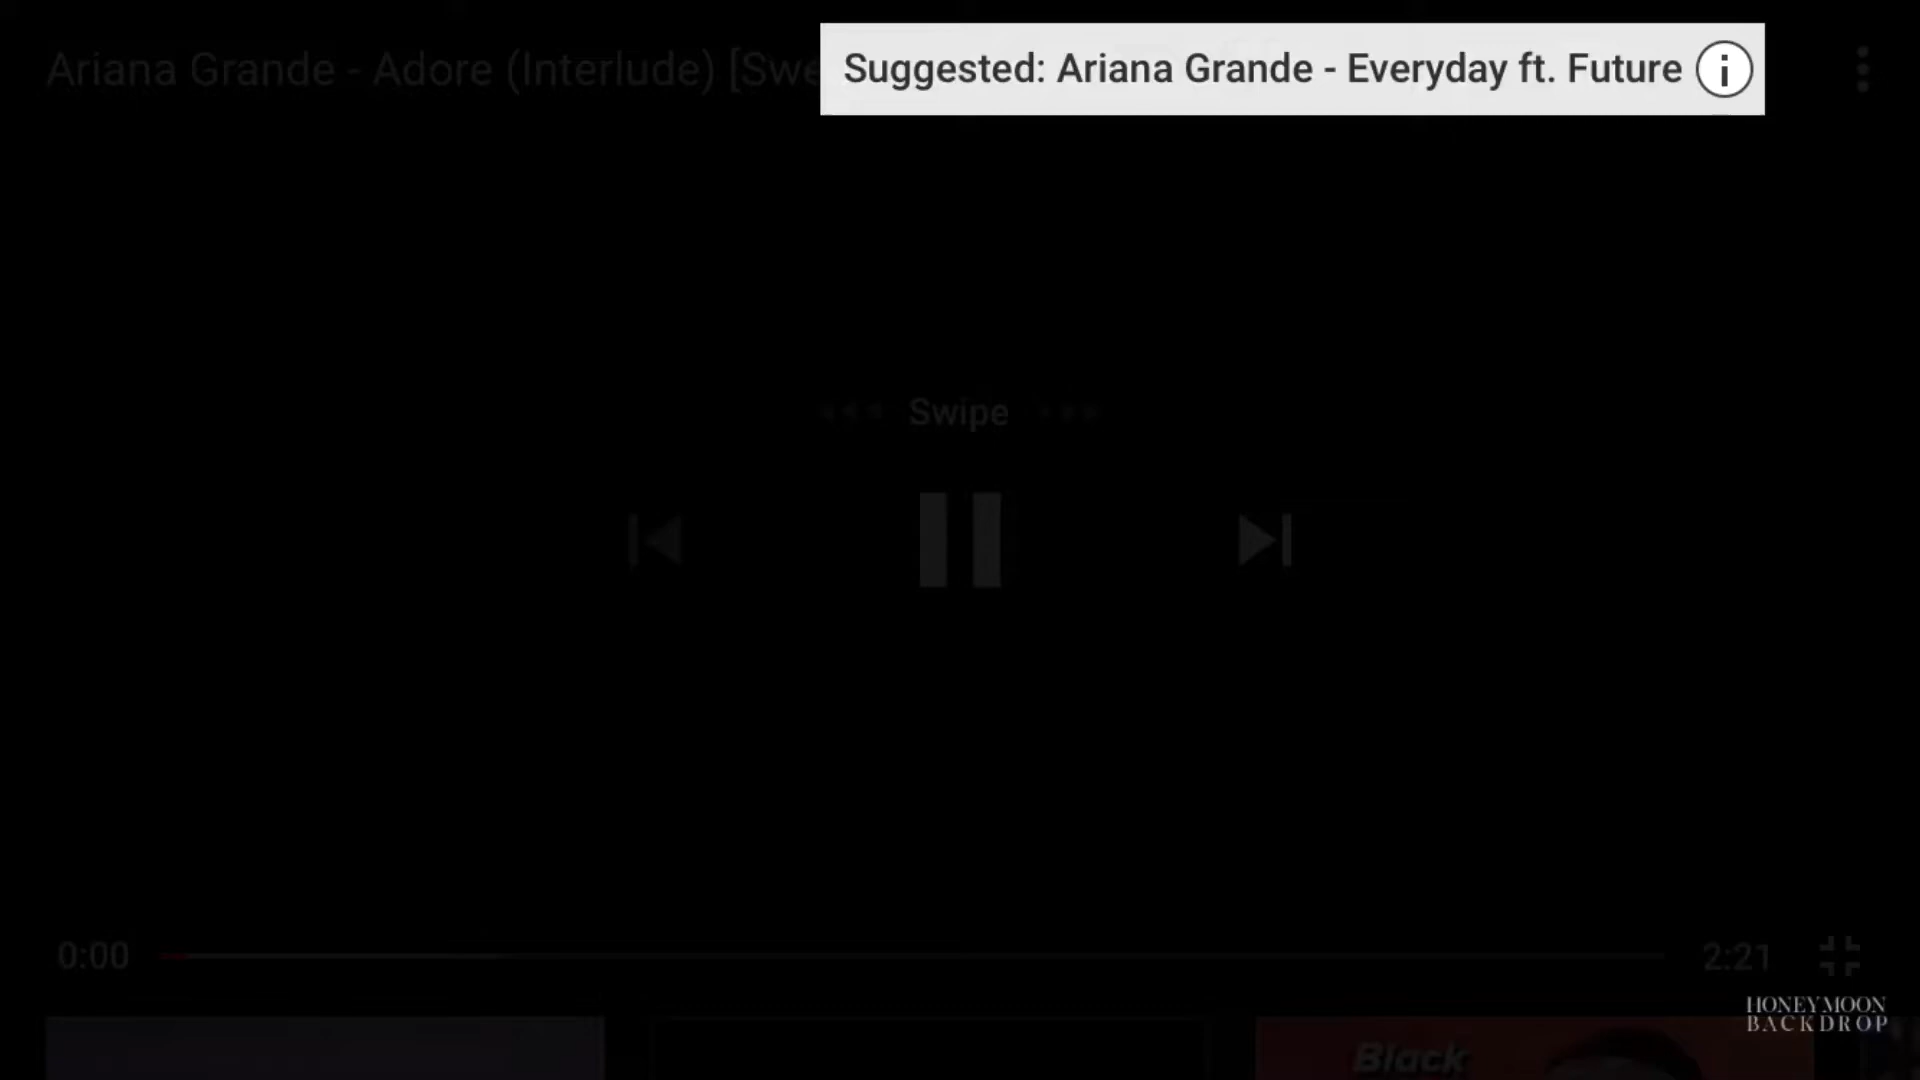 Ariana Grande - Adore (Interlude) [Swe
Suggested: Ariana Grande - Everyday ft. Future
Swipe
0:00
2:21
HONEYMOON
BACKDROP
Black